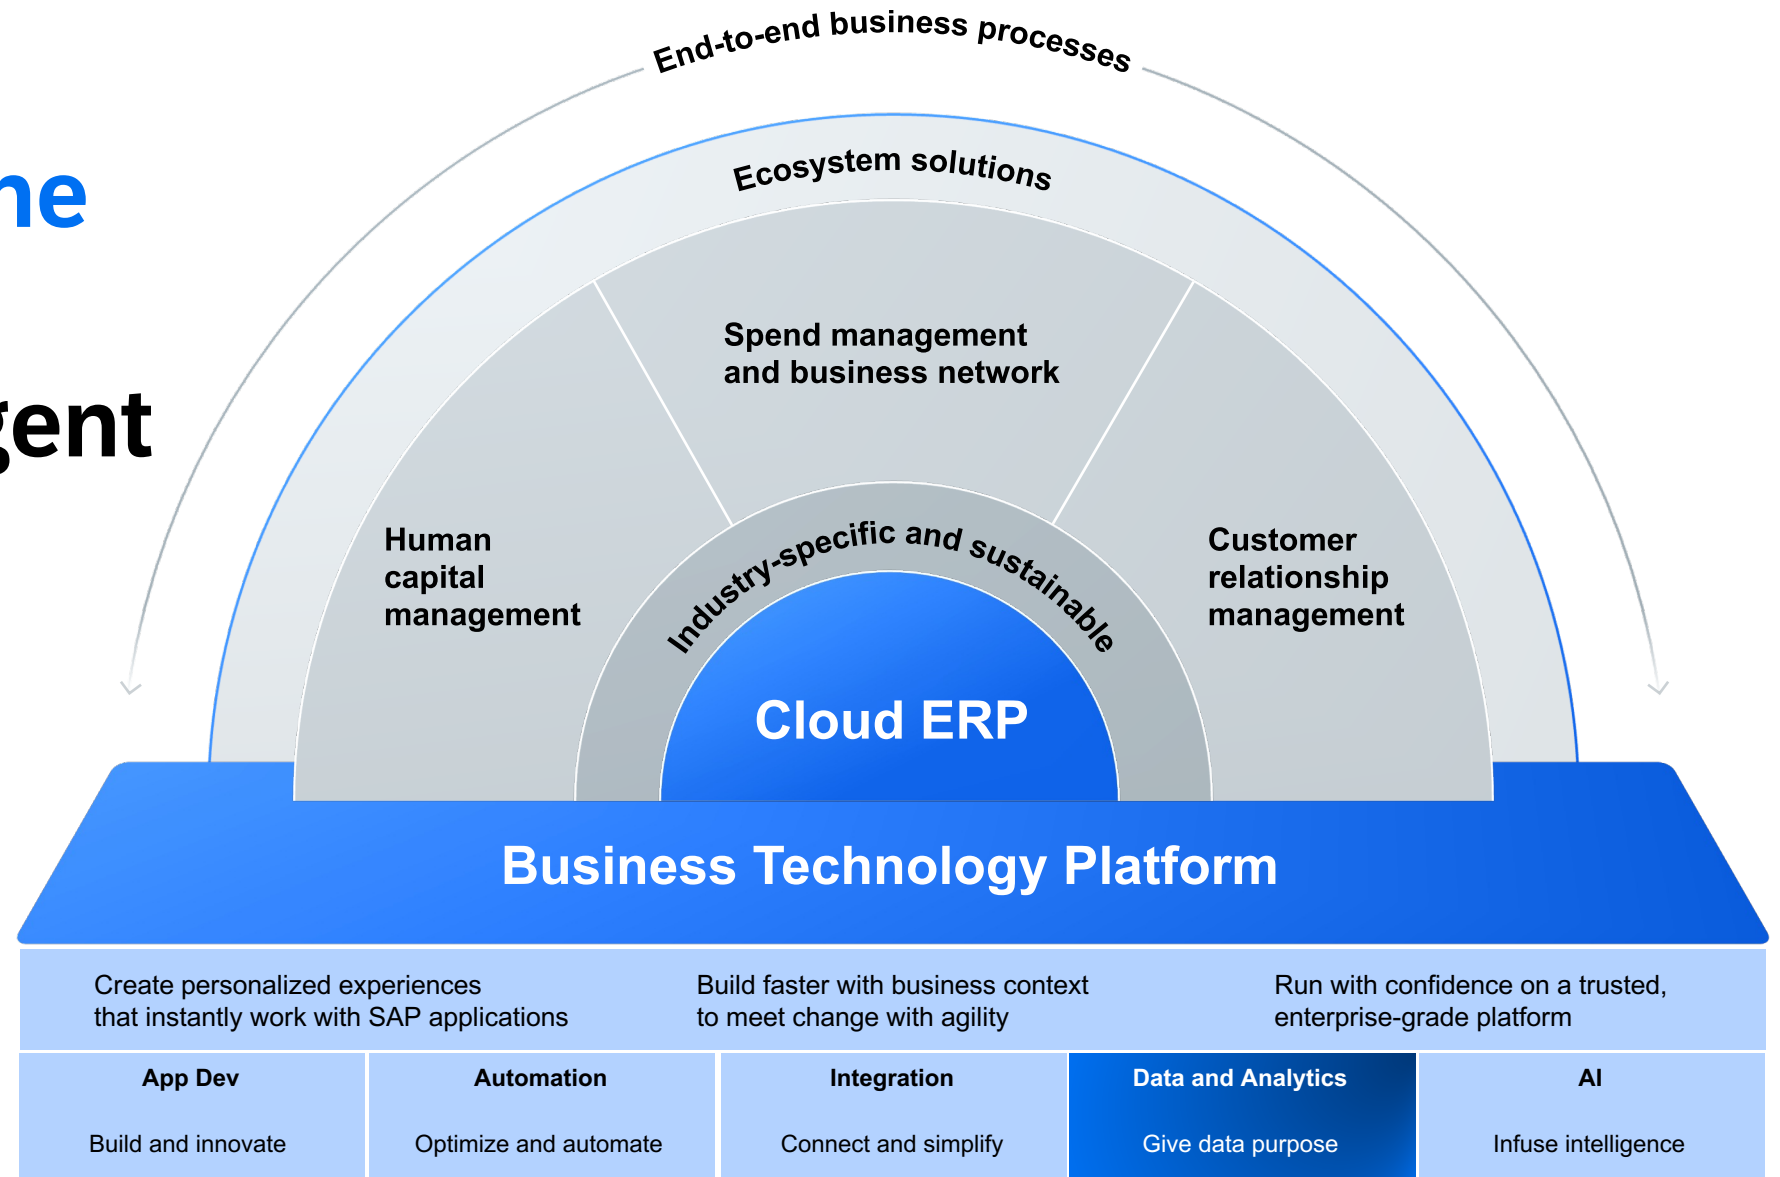 End-to-end business processes
Ecosystem solutions
Spend management
and business network
Human
capital
management
Industry-specific and sustainable
Customer
relationship
management
Cloud ERP
Business Technology Platform
Create personalized experiences
that instantly work with SAP applications
Build faster with business context
to meet change with agility
Run with confidence on a trusted,
enterprise-grade platform
App Dev
Build and innovate
Automation
Optimize and automate
Integration
Connect and simplify
Data and Analytics
Give data purpose
AI
Infuse intelligence